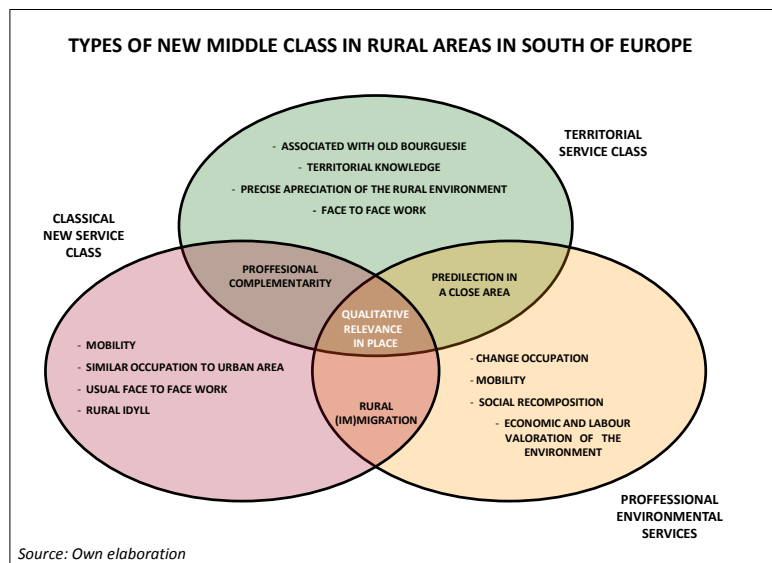 TYPES OF NEW MIDDLE CLASS IN RURAL AREAS IN SOUTH OF EUROPE
TERRITORIAL
SERVICE CLASS
- ASSOCIATED WITH OLD BOURGUESIE
- TERRITORIAL KNOWLEDGE
- PRECISE APRECIATION OF THE RURAL ENVIRONMENT
- FACE TO FACE WORK
CLASSICAL
NEW SERVICE
CLASS
PROFFESIONAL
COMPLEMENTARITY
PREDILECTION IN
A CLOSE AREA
QUALITATIVE
RELEVANCE
IN PLACE
- MOBILITY
- SIMILAR OCCUPATION TO URBAN AREA
- USUAL FACE TO FACE WORK
- RURAL IDYLL
RURAL
(IM)MIGRATION
- CHANGE OCCUPATION
- MOBILITY
- SOCIAL RECOMPOSITION
- ECONOMIC AND LABOUR
VALORATION OF THE
ENVIRONMENT
PROFFESSIONAL
ENVIRONMENTAL
SERVICES
Source: Own elaboration